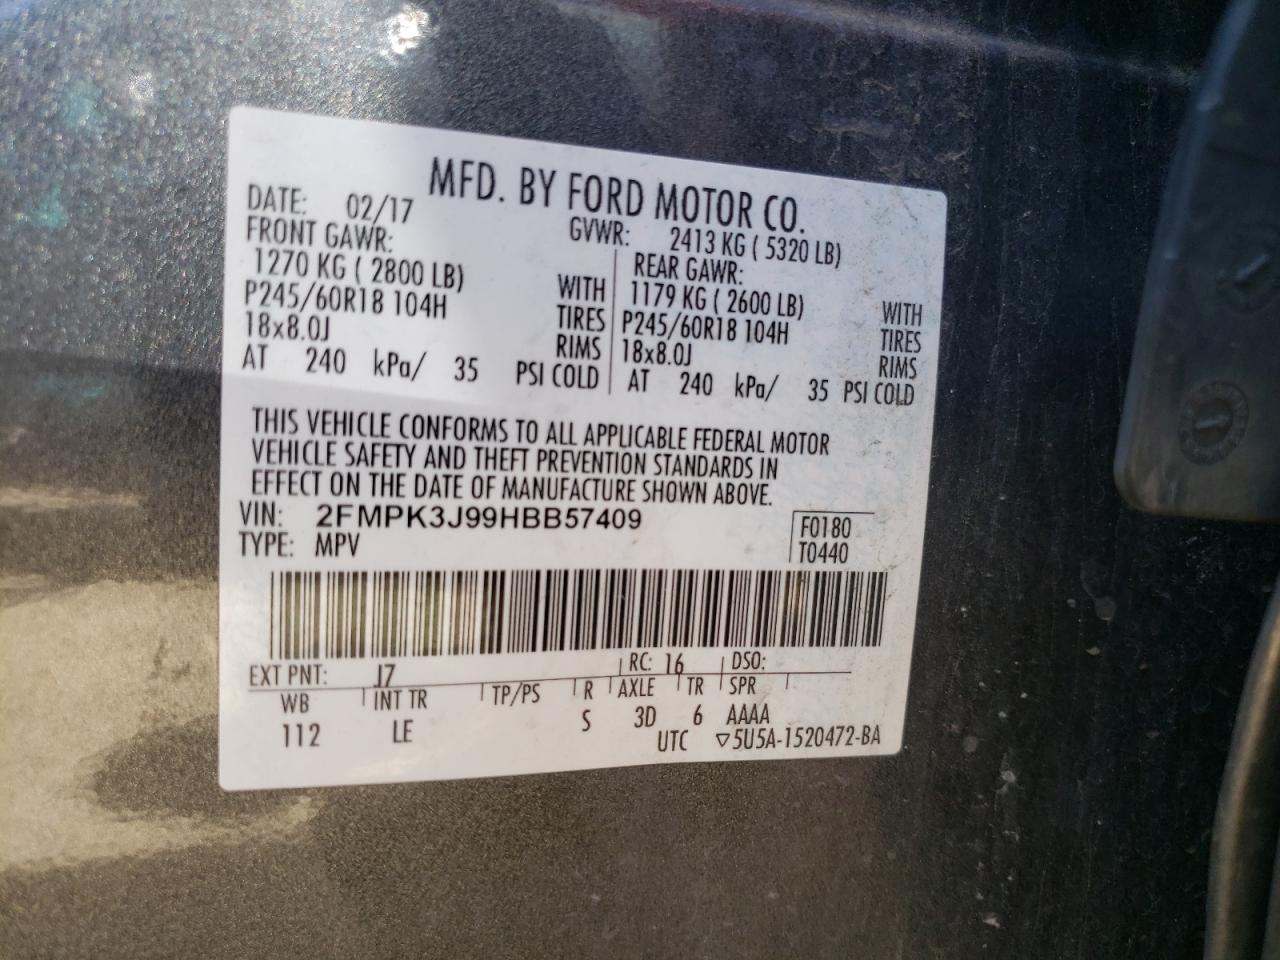 MFD. BY FORD MOTOR CO.
DATE: 02/17 GVWR: 2413 KG ( 5320 LB)
FRONT GAWR: REAR GAWR:
1270 KG ( 2800 LB) WITH 1179 KG ( 2600 LB) WITH
P245/60R18 104H TIRES P245/60R18 104H TIRES
18x8.0J RIMS 18x8.0J RIMS
AT 240 kPa/ 35 PSI COLD AT 240 kPa/ 35 PSI COLD
THIS VEHICLE CONFORMS TO ALL APPLICABLE FEDERAL MOTOR
VEHICLE SAFETY AND THEFT PREVENTION STANDARDS IN
EFFECT ON THE DATE OF MANUFACTURE SHOWN ABOVE.
VIN: 2FMPK3J99HBB57409 F0180
TYPE: MPV T0440
EXT PNT: J7 RC: 16 DSO:
WB INT TR TP/PS R AXLE TR SPR
112 LE S 3D 6 AAAA
UTC ▽5U5A-1520472-BA